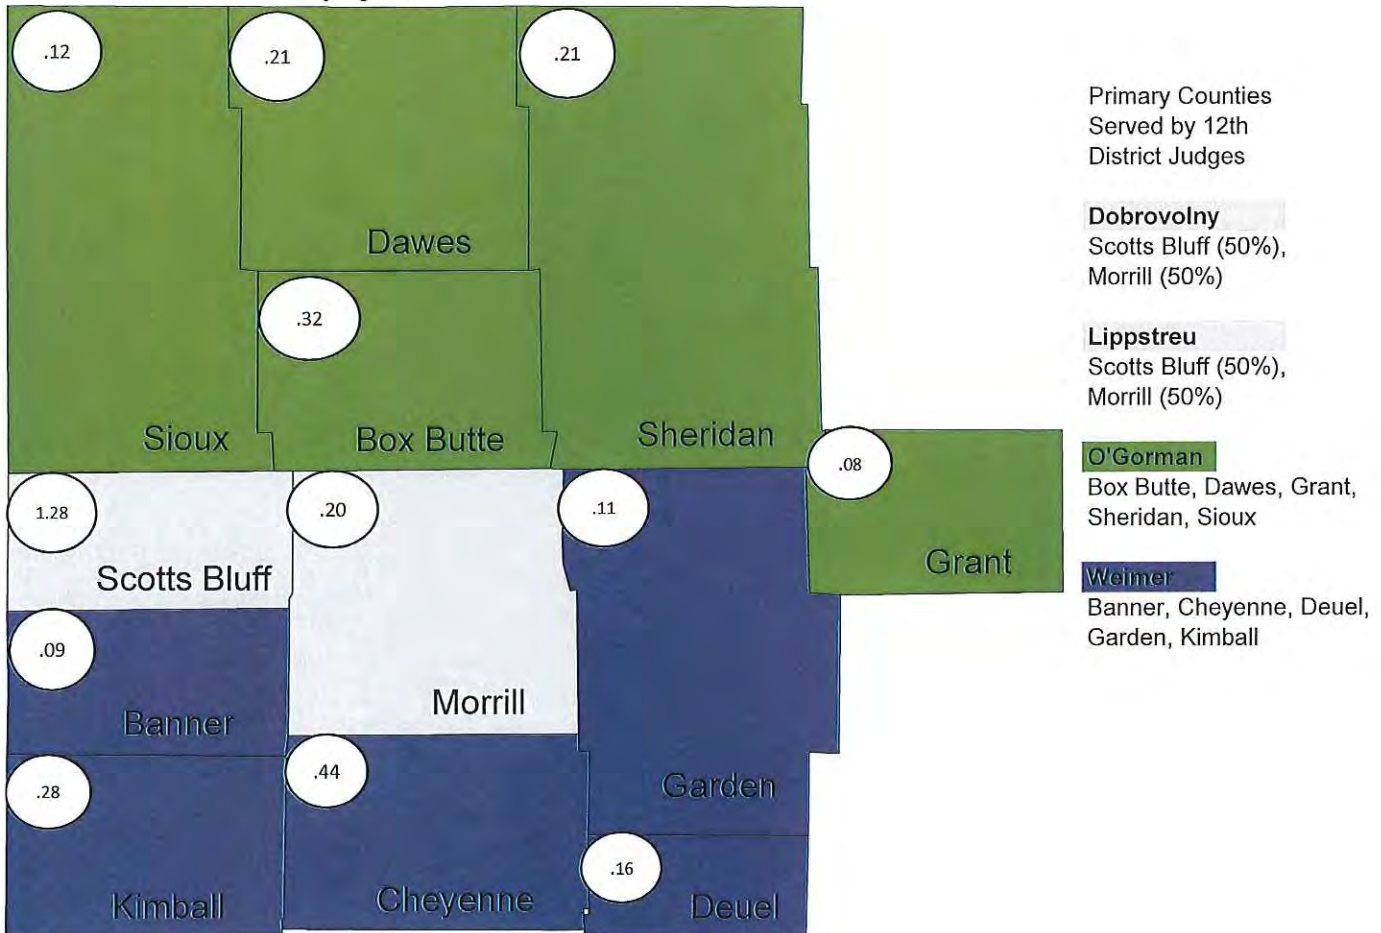 .12
.21
.21
Dawes
.32
Sioux
Box Butte
Sheridan
.08
Grant
1.28
.20
.11
Scotts Bluff
.09
Morrill
Banner
.44
.28
Garden
.16
Kimball
Cheyenne
Deuel
Primary Counties
Served by 12th
District Judges
Dobrovolny
Scotts Bluff (50%),
Morrill (50%)
Lippstreu
Scotts Bluff (50%),
Morrill (50%)
O'Gorman
Box Butte, Dawes, Grant,
Sheridan, Sioux
Weimer
Banner, Cheyenne, Deuel,
Garden, Kimball